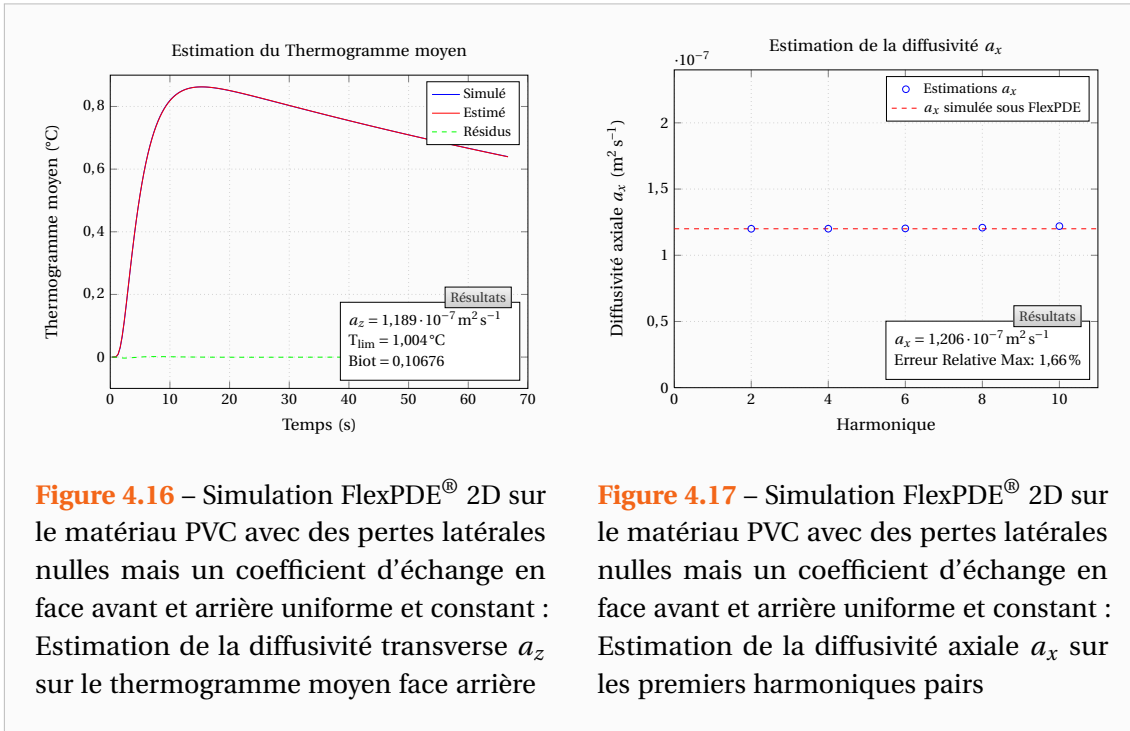 Estimation du Thermogramme moyen
Thermogramme moyen (°C)
0,8
0,6
0,4
0,2
0
Simulé
Estimé
Résidus
Résultats
a_z = 1,189 · 10⁻⁷ m² s⁻¹
T_lim = 1,004 °C
Biot = 0,10676
0 10 20 30 40 50 60 70
Temps (s)
Estimation de la diffusivité a_x
·10⁻⁷
Diffusivité axiale a_x (m² s⁻¹)
2
1,5
1
0,5
0
Estimations a_x
a_x simulée sous FlexPDE
Résultats
a_x = 1,206 · 10⁻⁷ m² s⁻¹
Erreur Relative Max: 1,66 %
0 2 4 6 8 10
Harmonique
Figure 4.16 – Simulation FlexPDE® 2D sur
le matériau PVC avec des pertes latérales
nulles mais un coefficient d'échange en
face avant et arrière uniforme et constant :
Estimation de la diffusivité transverse a_z
sur le thermogramme moyen face arrière
Figure 4.17 – Simulation FlexPDE® 2D sur
le matériau PVC avec des pertes latérales
nulles mais un coefficient d'échange en
face avant et arrière uniforme et constant :
Estimation de la diffusivité axiale a_x sur
les premiers harmoniques pairs